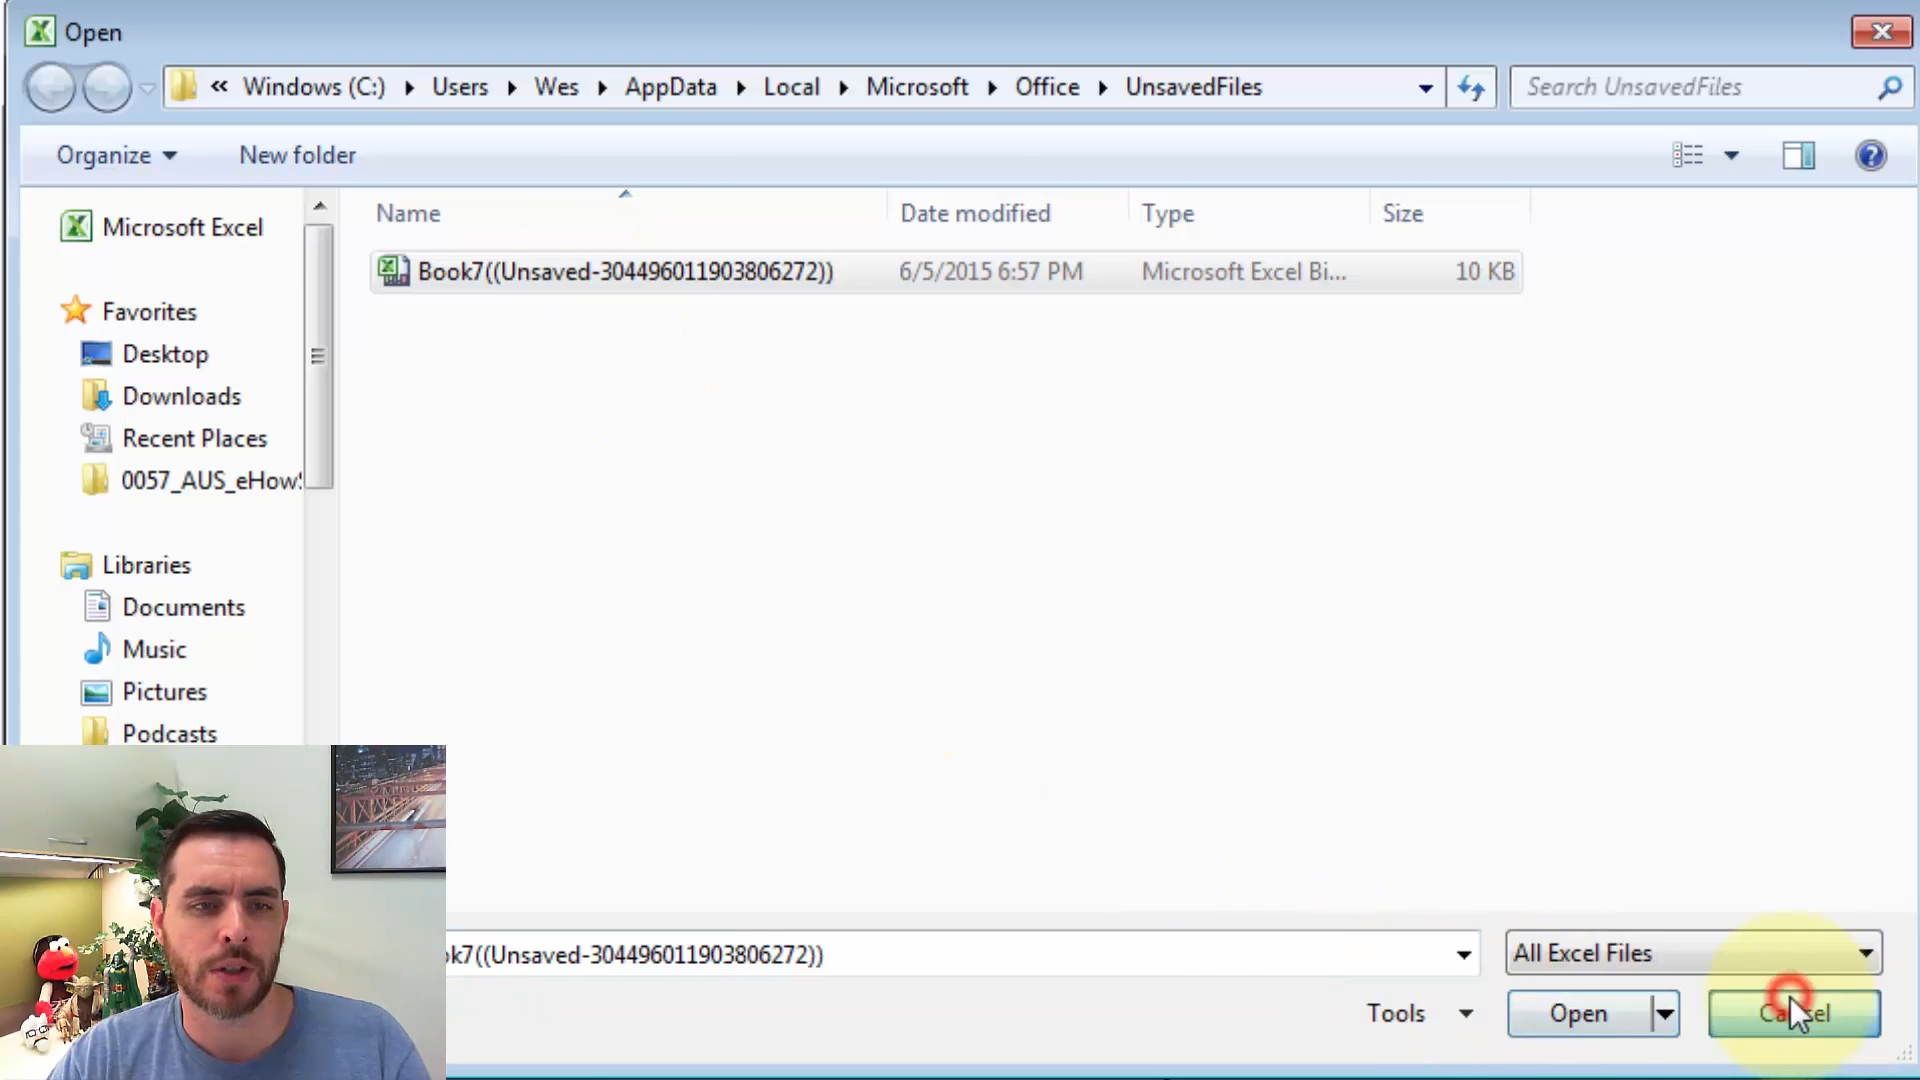 Open
« Windows (C:) Users Wes AppData Local Microsoft Office UnsavedFiles
Search UnsavedFiles
Organize New folder
Name Date modified Type Size
Book7((Unsaved-304496011903806272)) 6/5/2015 6:57 PM Microsoft Excel Bi... 10 KB
Microsoft Excel
Favorites
Desktop
Downloads
Recent Places
0057_AUS_eHow
Libraries
Documents
Music
Pictures
Podcasts
ok7((Unsaved-304496011903806272))
All Excel Files
Tools Open Cancel